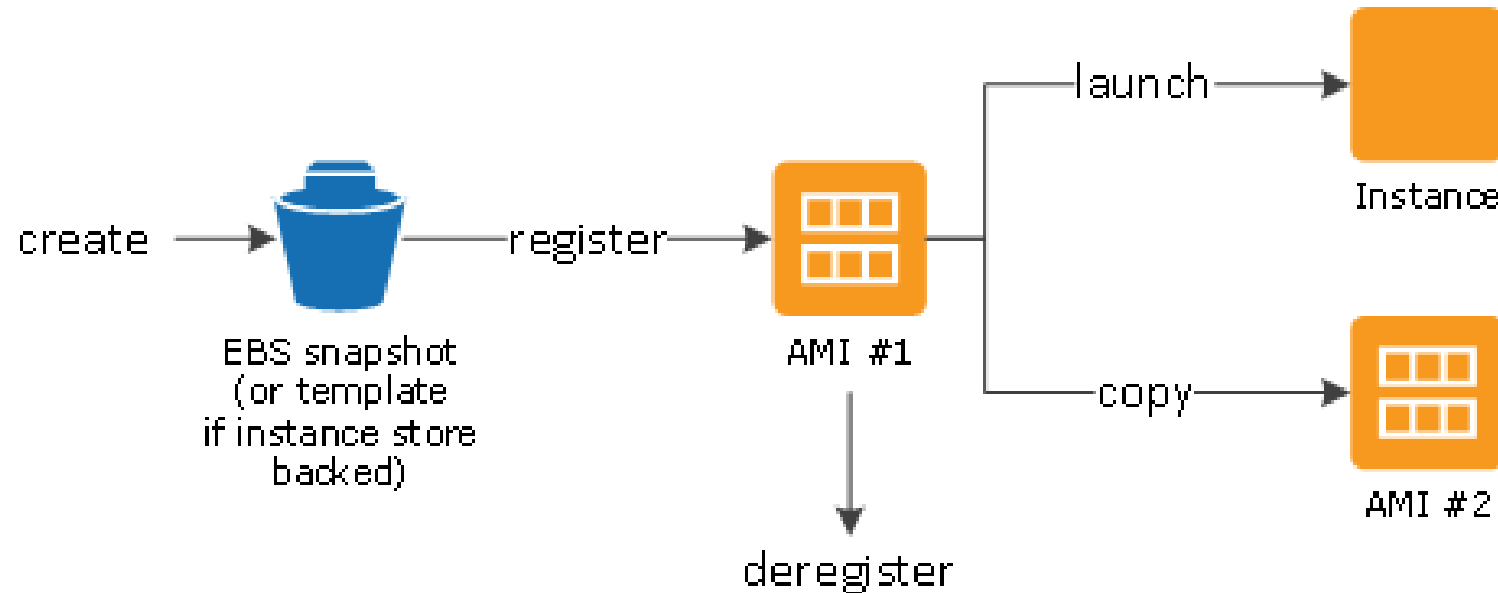 launch
Instance
create
register
EBS snapshot
(or template
if instance store
backed)
AMI #1
copy
AMI #2
deregister